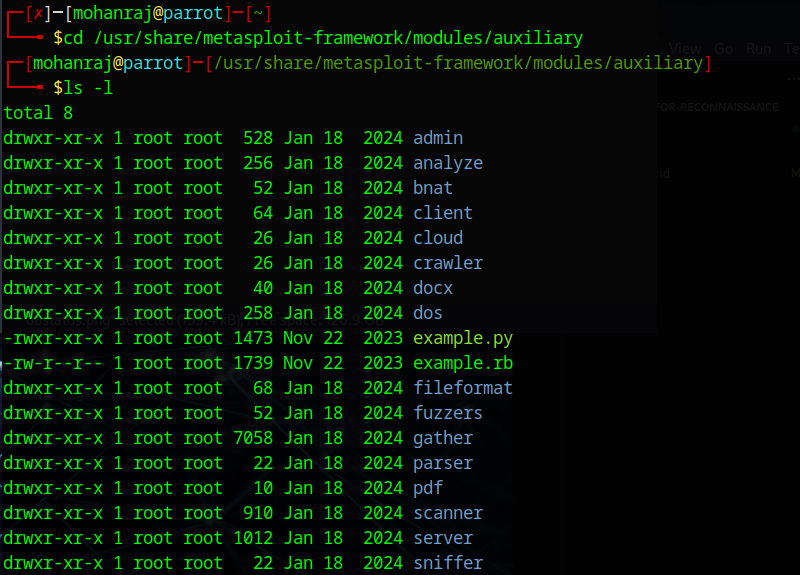 ┌─[✗]─[mohanraj@parrot]─[~]
└──╼ $cd /usr/share/metasploit-framework/modules/auxiliary
┌─[mohanraj@parrot]─[/usr/share/metasploit-framework/modules/auxiliary]
└──╼ $ls -l
total 8
drwxr-xr-x 1 root root  528 Jan 18  2024 admin
drwxr-xr-x 1 root root  256 Jan 18  2024 analyze
drwxr-xr-x 1 root root   52 Jan 18  2024 bnat
drwxr-xr-x 1 root root   64 Jan 18  2024 client
drwxr-xr-x 1 root root   26 Jan 18  2024 cloud
drwxr-xr-x 1 root root   26 Jan 18  2024 crawler
drwxr-xr-x 1 root root   40 Jan 18  2024 docx
drwxr-xr-x 1 root root  258 Jan 18  2024 dos
-rwxr-xr-x 1 root root 1473 Nov 22  2023 example.py
-rw-r--r-- 1 root root 1739 Nov 22  2023 example.rb
drwxr-xr-x 1 root root   68 Jan 18  2024 fileformat
drwxr-xr-x 1 root root   52 Jan 18  2024 fuzzers
drwxr-xr-x 1 root root 7058 Jan 18  2024 gather
drwxr-xr-x 1 root root   22 Jan 18  2024 parser
drwxr-xr-x 1 root root   10 Jan 18  2024 pdf
drwxr-xr-x 1 root root  910 Jan 18  2024 scanner
drwxr-xr-x 1 root root 1012 Jan 18  2024 server
drwxr-xr-x 1 root root   22 Jan 18  2024 sniffer
View Go Run
FOR-RECONNAISSANCE